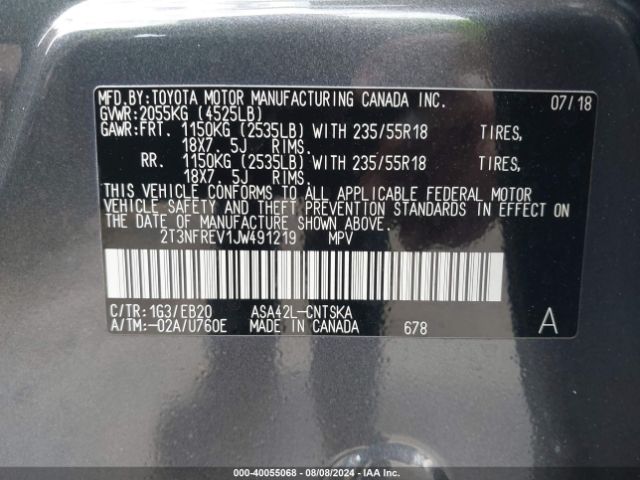 MFD.BY:TOYOTA MOTOR MANUFACTURING CANADA INC. 07/18
GVWR:2055KG (4525LB)
GAWR:FRT. 1150KG (2535LB) WITH 235/55R18 TIRES,
18X7.5J RIMS.
RR. 1150KG (2535LB) WITH 235/55R18 TIRES,
18X7.5J RIMS.
THIS VEHICLE CONFORMS TO ALL APPLICABLE FEDERAL MOTOR
VEHICLE SAFETY AND THEFT PREVENTION STANDARDS IN EFFECT ON
THE DATE OF MANUFACTURE SHOWN ABOVE.
2T3NFREV1JW491219 MPV
C/TR:1G3/EB20 ASA42L-CNTSKA
A/TM:-02A/U760E MADE IN CANADA 678 A
000-40055068 - 08/08/2024 - IAA Inc.